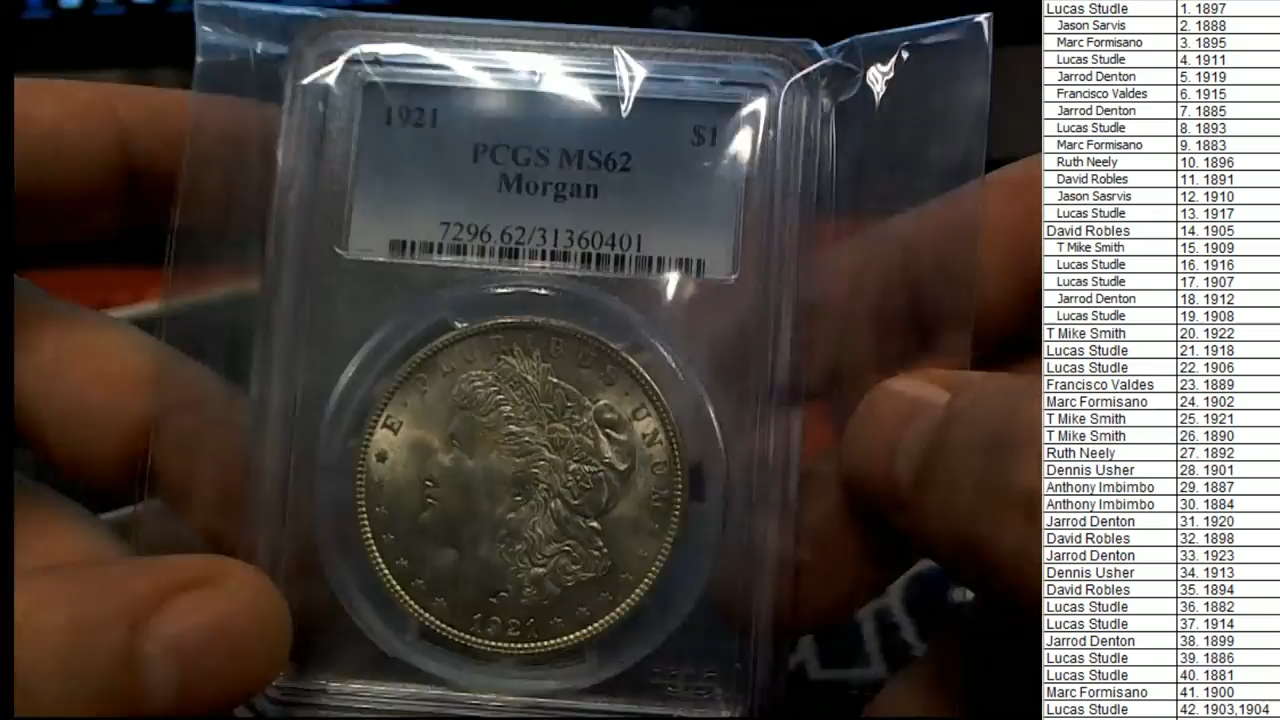 1921
$1
PCGS MS62
Morgan
7296.62/31360401
E
UNUM
1921
Lucas Studle 1. 1897
Jason Sarvis 2. 1888
Marc Formisano 3. 1895
Lucas Studle 4. 1911
Jarrod Denton 5. 1919
Francisco Valdes 6. 1915
Jarrod Denton 7. 1885
Lucas Studle 8. 1893
Marc Formisano 9. 1883
Ruth Neely 10. 1896
David Robles 11. 1891
Jason Sasrvis 12. 1910
Lucas Studle 13. 1917
David Robles 14. 1905
T Mike Smith 15. 1909
Lucas Studle 16. 1916
Lucas Studle 17. 1907
Jarrod Denton 18. 1912
Lucas Studle 19. 1908
T Mike Smith 20. 1922
Lucas Studle 21. 1918
Lucas Studle 22. 1906
Francisco Valdes 23. 1889
Marc Formisano 24. 1902
T Mike Smith 25. 1921
T Mike Smith 26. 1890
Ruth Neely 27. 1892
Dennis Usher 28. 1901
Anthony Imbimbo 29. 1887
Anthony Imbimbo 30. 1884
Jarrod Denton 31. 1920
David Robles 32. 1898
Jarrod Denton 33. 1923
Dennis Usher 34. 1913
David Robles 35. 1894
Lucas Studle 36. 1882
Lucas Studle 37. 1914
Jarrod Denton 38. 1899
Lucas Studle 39. 1886
Lucas Studle 40. 1881
Marc Formisano 41. 1900
Lucas Studle 42. 1903,1904